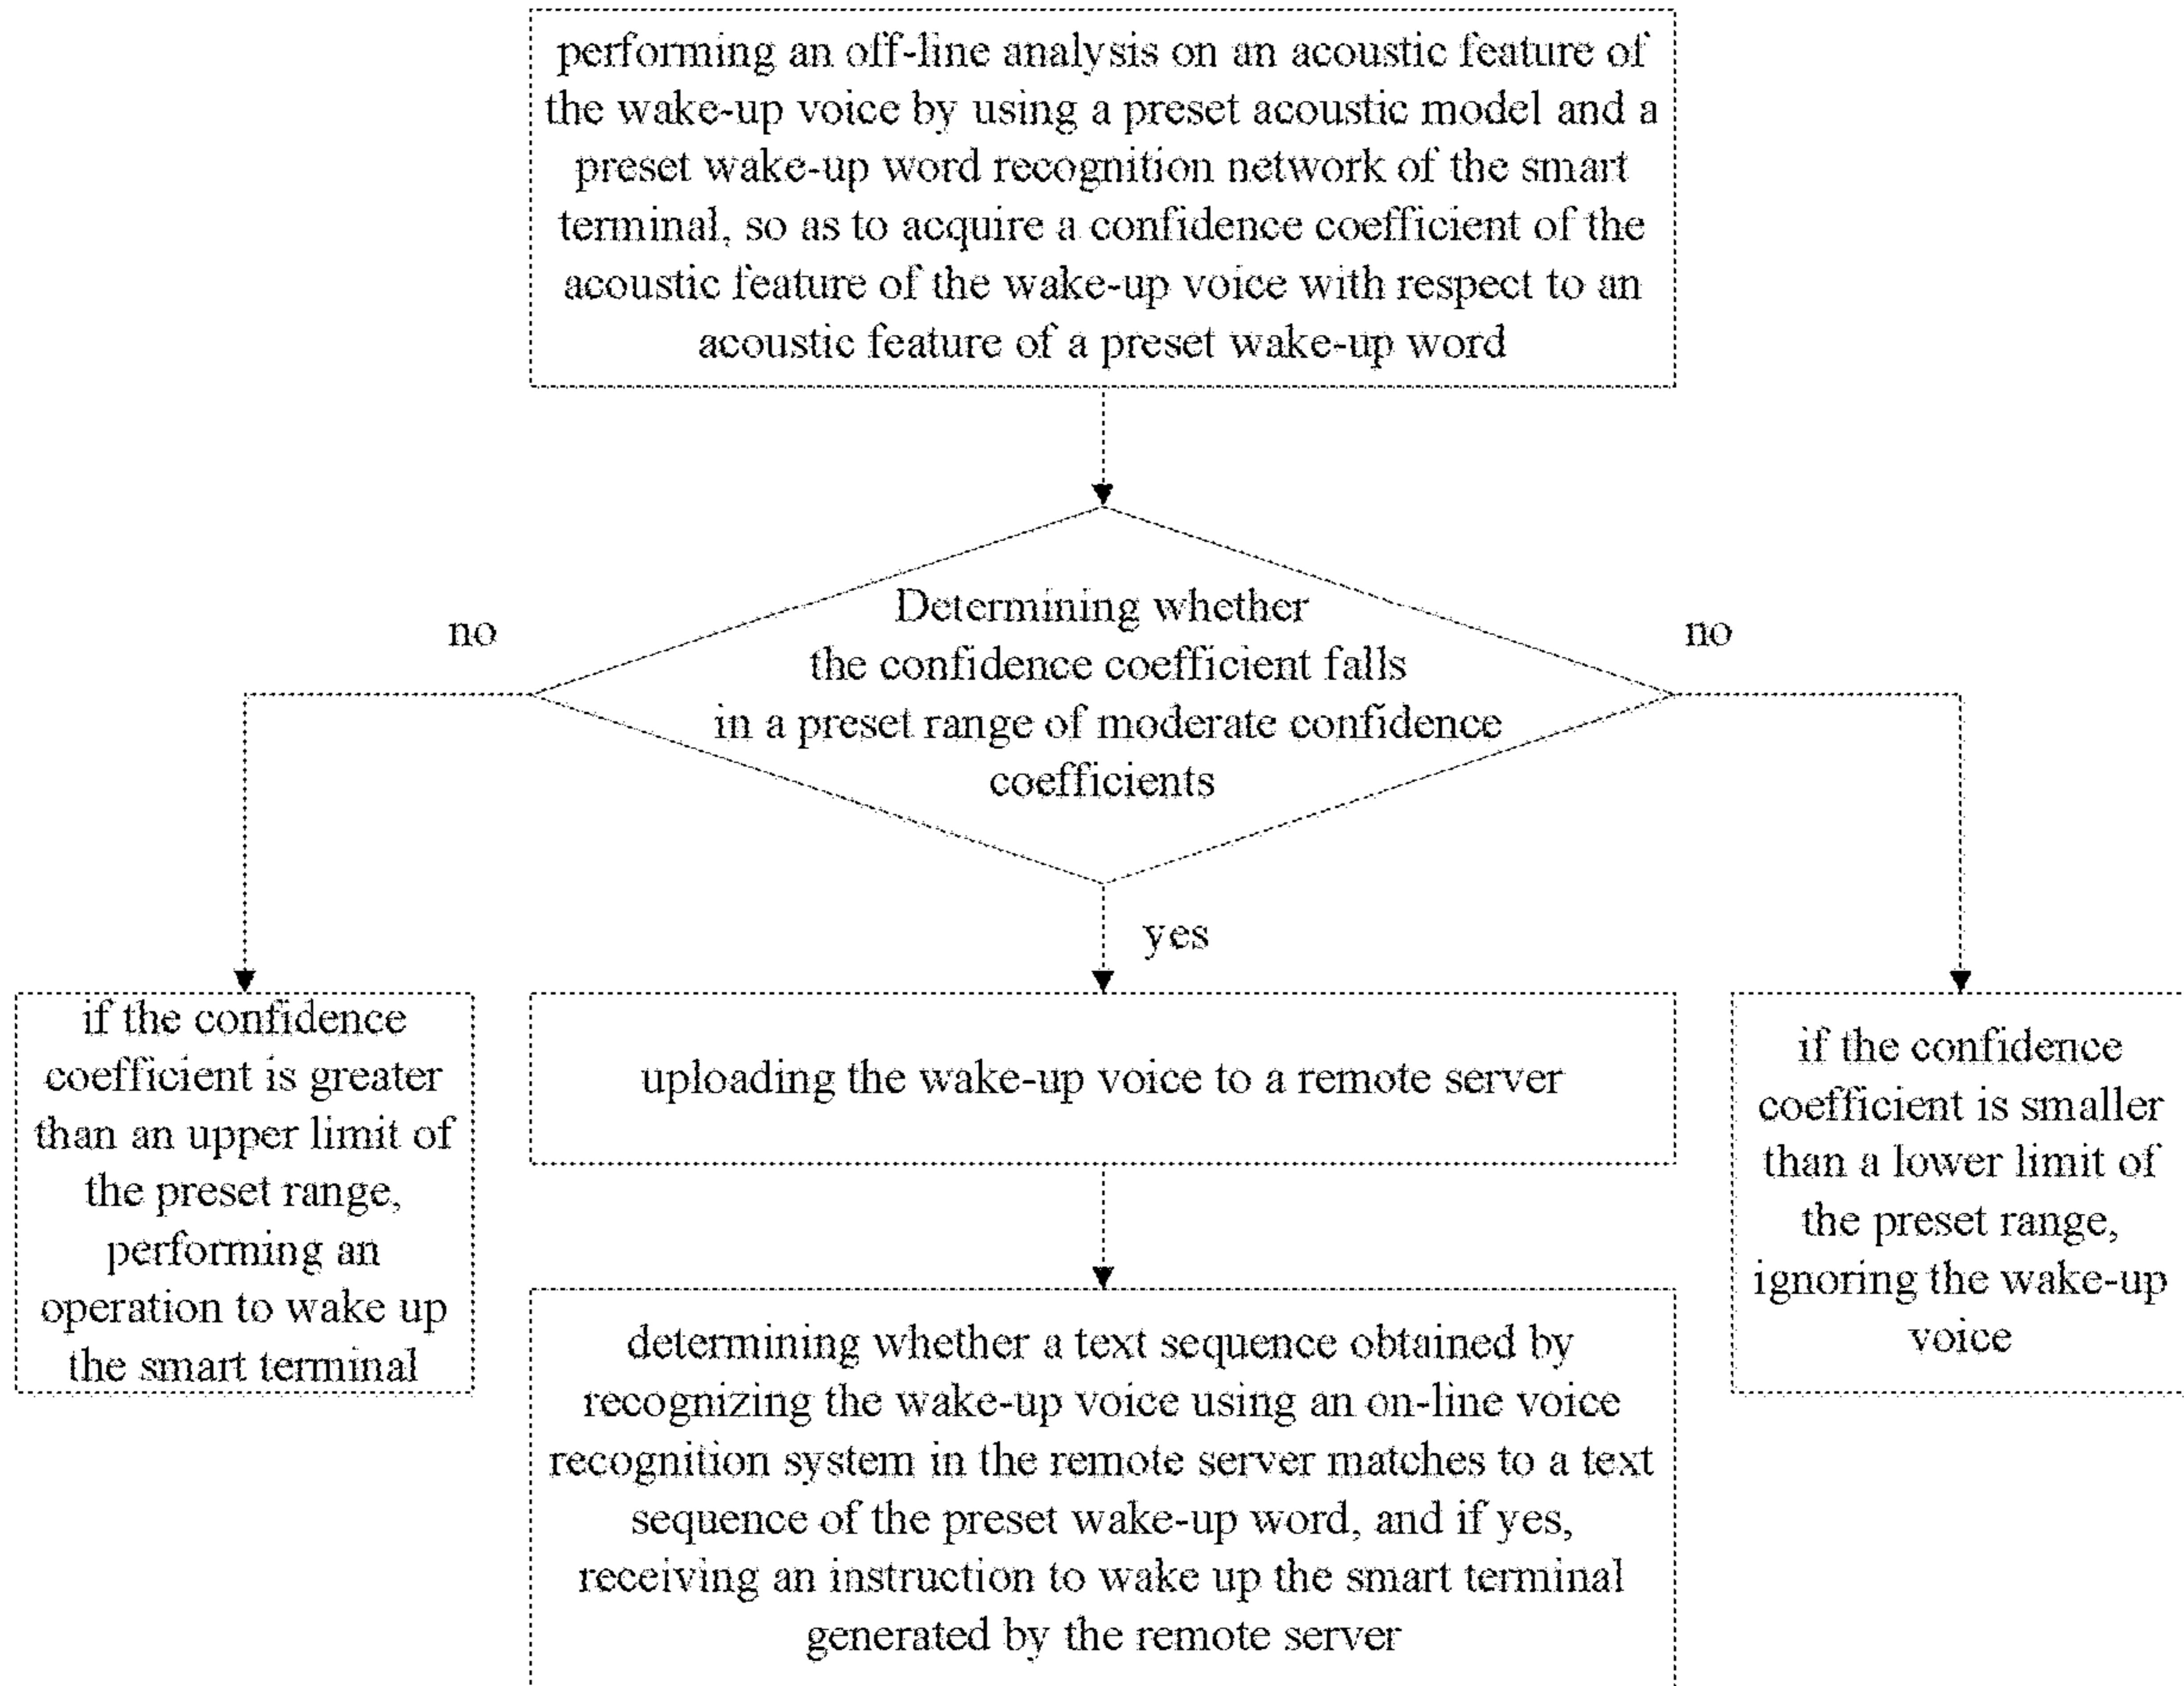 performing an off-line analysis on an acoustic feature of
the wake-up voice by using a preset acoustic model and a
preset wake-up word recognition network of the smart
terminal, so as to acquire a confidence coefficient of the
acoustic feature of the wake-up voice with respect to an
acoustic feature of a preset wake-up word
Determining whether
the confidence coefficient falls
in a preset range of moderate confidence
coefficients
no
no
yes
if the confidence
coefficient is greater
than an upper limit of
the preset range,
performing an
operation to wake up
the smart terminal
uploading the wake-up voice to a remote server
if the confidence
coefficient is smaller
than a lower limit of
the preset range,
ignoring the wake-up
voice
determining whether a text sequence obtained by
recognizing the wake-up voice using an on-line voice
recognition system in the remote server matches to a text
sequence of the preset wake-up word, and if yes,
receiving an instruction to wake up the smart terminal
generated by the remote server